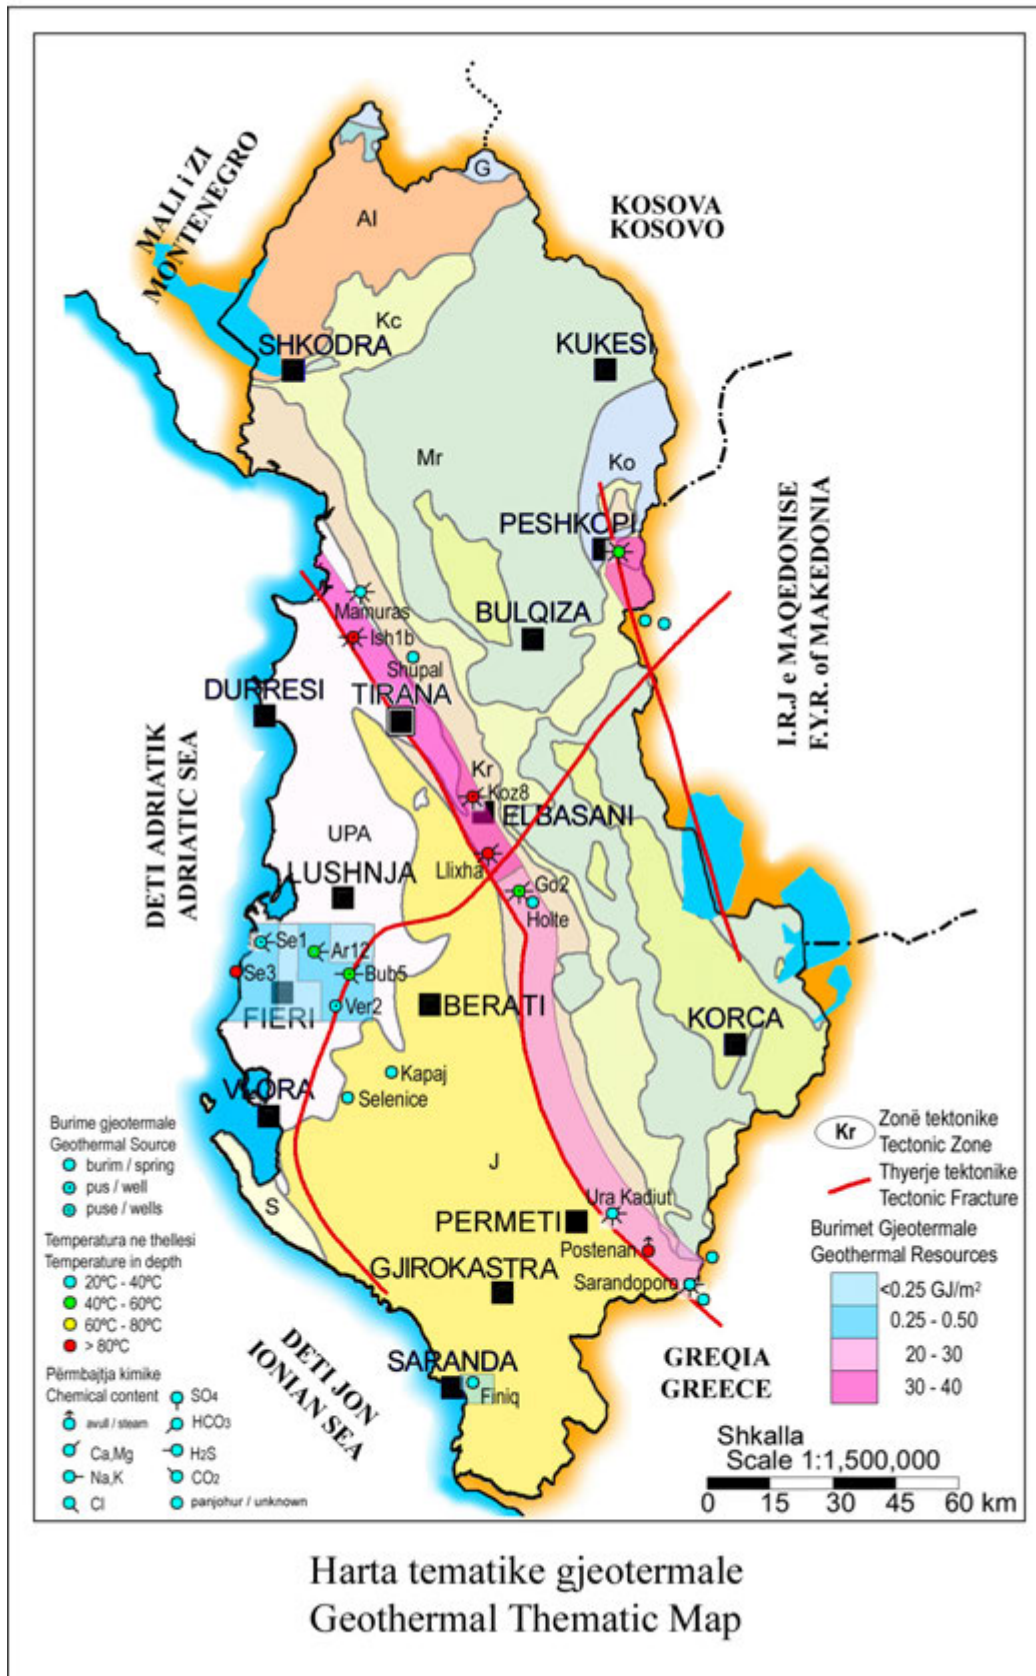 MALI i ZI
MONTENEGRO
KOSOVA
KOSOVO
G
Al
Kc
SHKODRA
KUKESI
Mr
Ko
PESHKOPI
I.R.J e MAQEDONISE
F.Y.R. of MAKEDONIA
Mamuras
Ish1b
BULQIZA
Shupal
DURRESI
TIRANA
DETI ADRIATIK
ADRIATIC SEA
Kr
Koz8
ELBASANI
UPA
Llixha
LUSHNJA
Go2
Holte
Se1
Ar12
Se3
Bub5
FIERI
Ver2
BERATI
KORCA
Kapaj
VLORA
Selenice
J
S
Ura Kadiut
PERMETI
Postenan
GJIROKASTRA
Sarandoporo
DETI JON
IONIAN SEA
SARANDA
Finiq
GREQIA
GREECE
Burime gjeotermale
Geothermal Source
burim / spring
pus / well
puse / wells
Temperatura ne thellesi
Temperature in depth
20ºC - 40ºC
40ºC - 60ºC
60ºC - 80ºC
> 80ºC
Përmbajtja kimike
Chemical content
SO4
avull / steam
HCO3
Ca,Mg
H2S
Na,K
CO2
Cl
panjohur / unknown
Kr
Zonë tektonike
Tectonic Zone
Thyerje tektonike
Tectonic Fracture
Burimet Gjeotermale
Geothermal Resources
<0.25 GJ/m²
0.25 - 0.50
20 - 30
30 - 40
Shkalla
Scale 1:1,500,000
0 15 30 45 60 km
Harta tematike gjeotermale
Geothermal Thematic Map